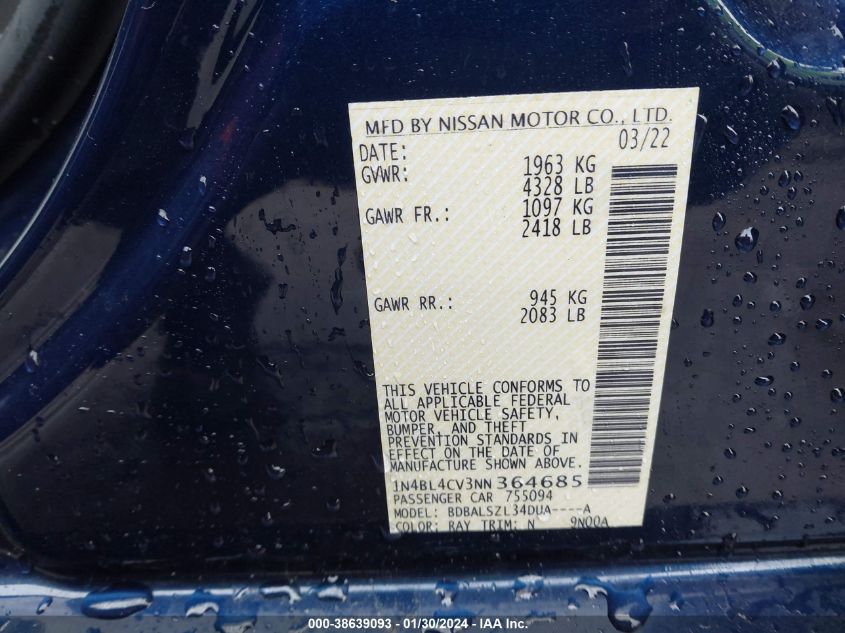 MFD BY NISSAN MOTOR CO., LTD.
DATE: 03/22
GVWR: 1963 KG
4328 LB
GAWR FR.: 1097 KG
2418 LB
GAWR RR.: 945 KG
2083 LB
THIS VEHICLE CONFORMS TO
ALL APPLICABLE FEDERAL
MOTOR VEHICLE SAFETY,
BUMPER, AND THEFT
PREVENTION STANDARDS IN
EFFECT ON THE DATE OF
MANUFACTURE SHOWN ABOVE.
1N4BL4CV3NN 364685
PASSENGER CAR 755094
MODEL: BDBALSZL34DUA----A
COLOR: RAY TRIM: N 9N00A
000-38639093 - 01/30/2024 - IAA Inc.